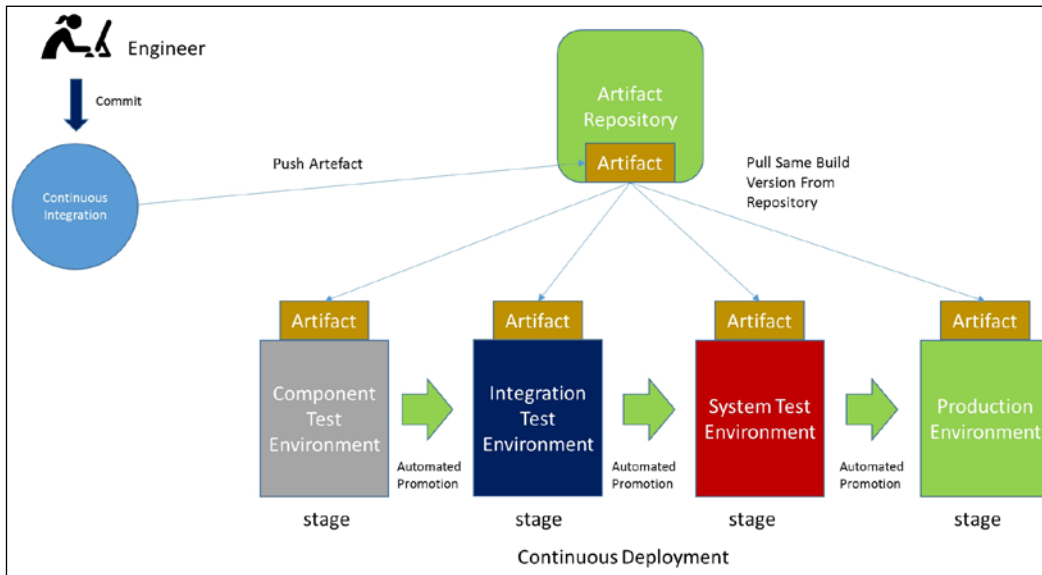 Engineer
Commit
Continuous
Integration
Push Artefact
Artifact
Repository
Artifact
Pull Same Build
Version From
Repository
Artifact
Artifact
Artifact
Artifact
Component
Test
Environment
Integration
Test
Environment
System Test
Environment
Production
Environment
Automated
Promotion
Automated
Promotion
Automated
Promotion
stage
stage
stage
stage
Continuous Deployment